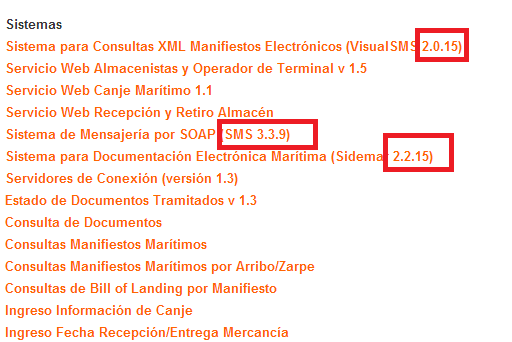 Sistemas
Sistema para Consultas XML Manifiestos Electrónicos (VisualSMS 2.0.15)
Servicio Web Almacenistas y Operador de Terminal v 1.5
Servicio Web Canje Marítimo 1.1
Servicio Web Recepción y Retiro Almacén
Sistema de Mensajería por SOAP (SMS 3.3.9)
Sistema para Documentación Electrónica Marítima (Sidemar 2.2.15)
Servidores de Conexión (versión 1.3)
Estado de Documentos Tramitados v 1.3
Consulta de Documentos
Consultas Manifiestos Marítimos
Consultas Manifiestos Marítimos por Arribo/Zarpe
Consultas de Bill of Landing por Manifiesto
Ingreso Información de Canje
Ingreso Fecha Recepción/Entrega Mercancía